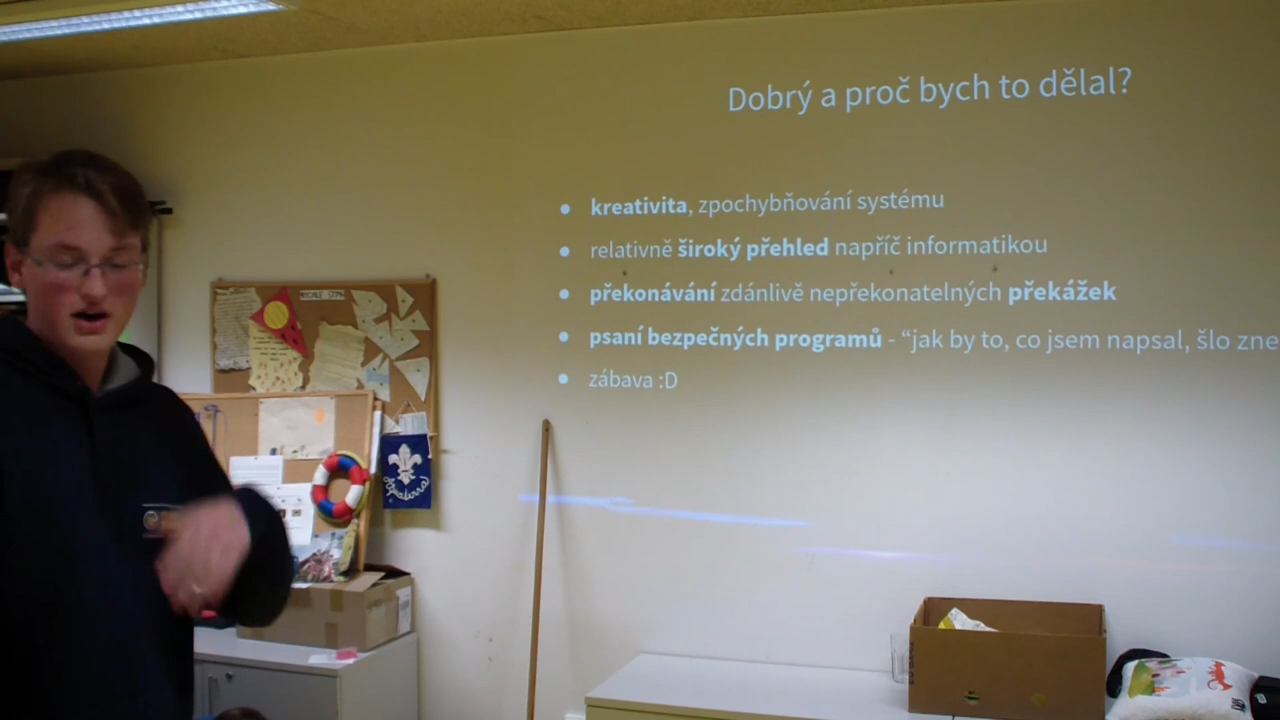 Dobrý a proč bych to dělal?
● kreativita, zpochybňování systému
● relativně široký přehled napříč informatikou
● překonávání zdánlivě nepřekonatelných překážek
● psaní bezpečných programů - “jak by to, co jsem napsal, šlo zne
● zábava :D